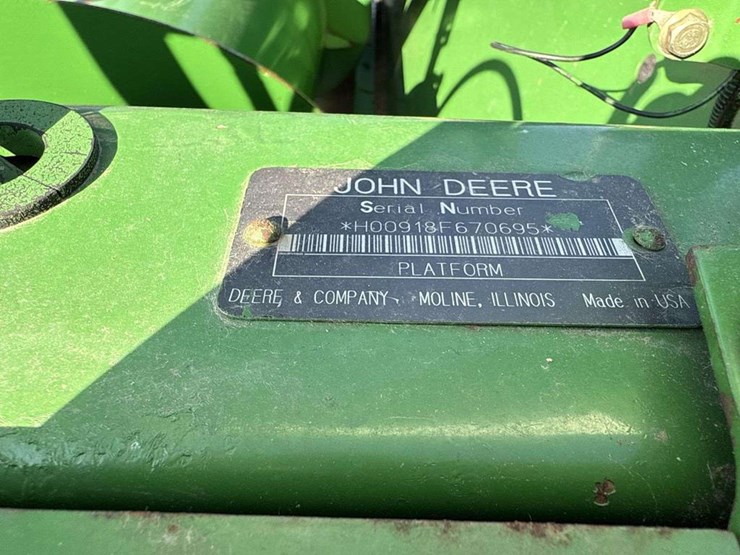 JOHN DEERE
Serial Number
*H00918F670695*
PLATFORM
DEERE & COMPANY MOLINE, ILLINOIS Made in USA